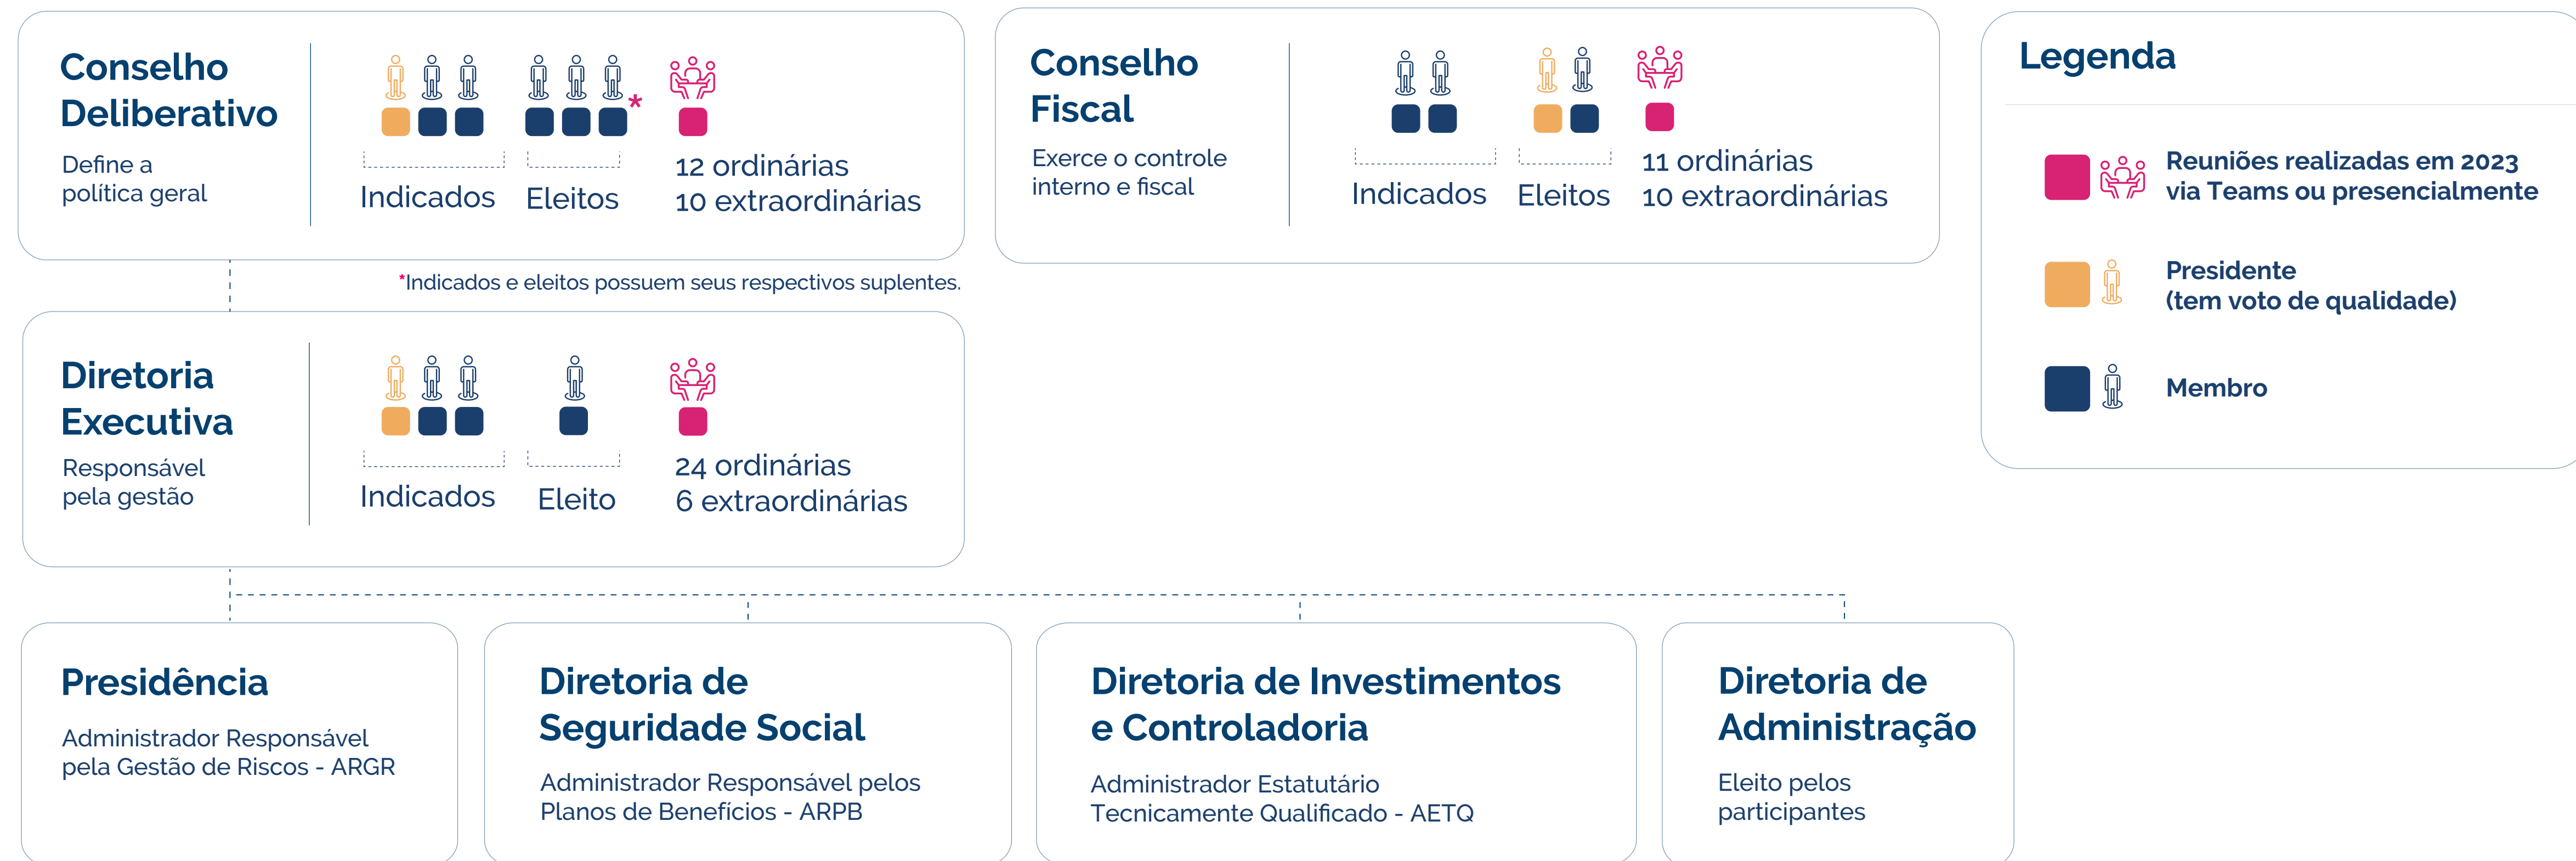 Conselho
Deliberativo
Define a
política geral
*
Indicados
Eleitos
12 ordinárias
10 extraordinárias
*Indicados e eleitos possuem seus respectivos suplentes.
Conselho
Fiscal
Exerce o controle
interno e fiscal
Indicados
Eleitos
11 ordinárias
10 extraordinárias
Legenda
Reuniões realizadas em 2023
via Teams ou presencialmente
Presidente
(tem voto de qualidade)
Membro
Diretoria
Executiva
Responsável
pela gestão
Indicados
Eleito
24 ordinárias
6 extraordinárias
Presidência
Administrador Responsável
pela Gestão de Riscos - ARGR
Diretoria de
Seguridade Social
Administrador Responsável pelos
Planos de Benefícios - ARPB
Diretoria de Investimentos
e Controladoria
Administrador Estatutário
Tecnicamente Qualificado - AETQ
Diretoria de
Administração
Eleito pelos
participantes